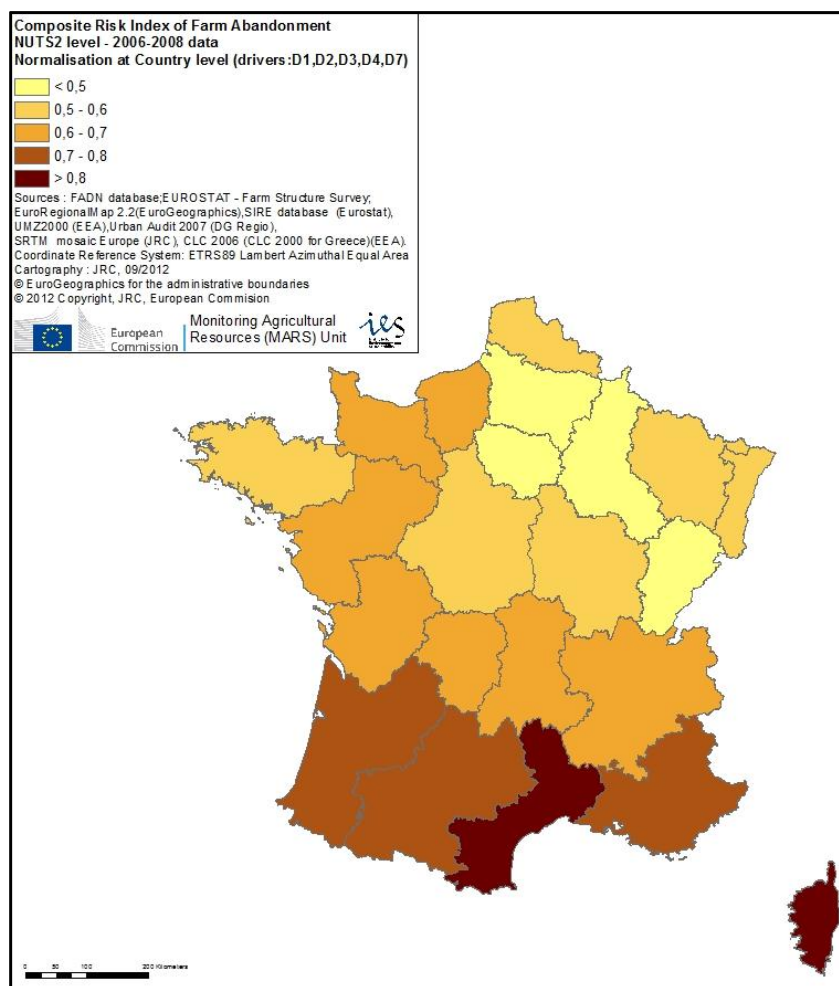 Composite Risk Index of Farm Abandonment
NUTS2 level - 2006-2008 data
Normalisation at Country level (drivers:D1,D2,D3,D4,D7)
< 0,5
0,5 - 0,6
0,6 - 0,7
0,7 - 0,8
> 0,8
Sources : FADN database;EUROSTAT - Farm Structure Survey;
EuroRegionalMap 2.2(EuroGeographics),SIRE database (Eurostat),
UMZ2000 (EEA),Urban Audit 2007 (DG Regio),
SRTM mosaic Europe (JRC), CLC 2006 (CLC 2000 for Greece)(EEA).
Coordinate Reference System: ETRS89 Lambert Azimuthal Equal Area
Cartography : JRC, 09/2012
© EuroGeographics for the administrative boundaries
© 2012 Copyright, JRC, European Commision
European
Commission
Monitoring Agricultural
Resources (MARS) Unit
ies
0 50 100 200 Kilometers